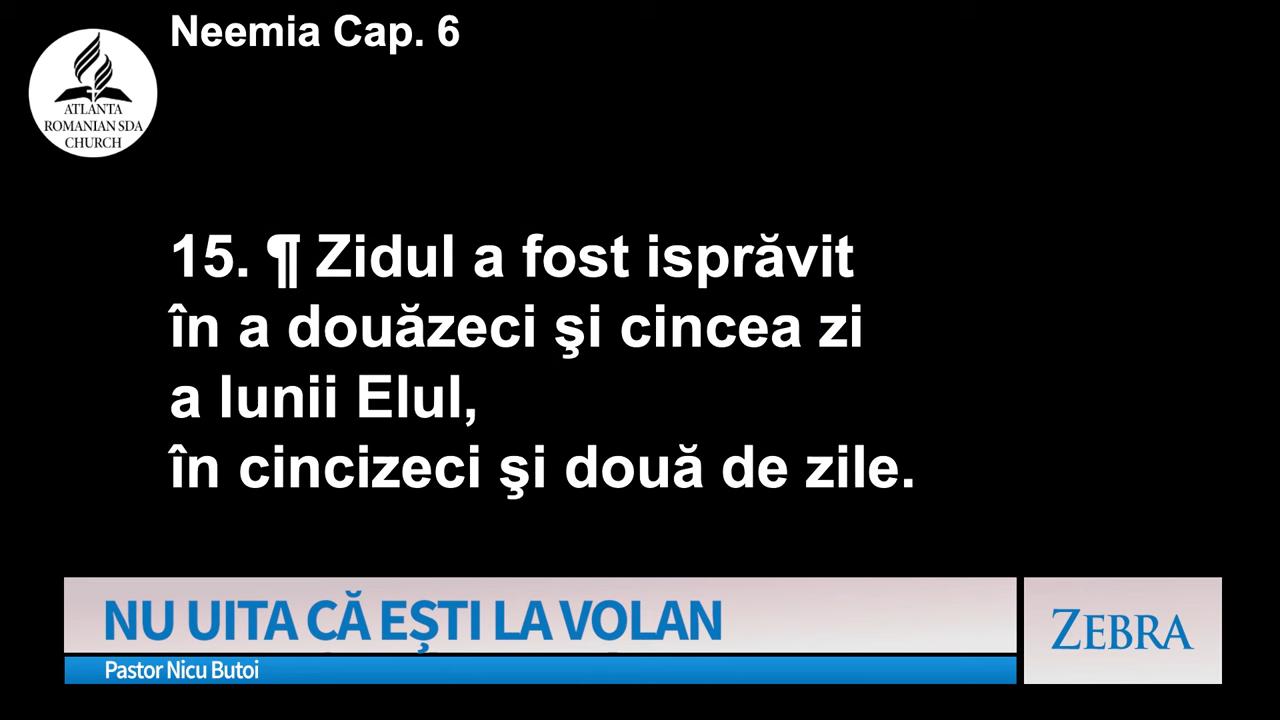 Neemia Cap. 6
ATLANTA
ROMANIAN SDA
CHURCH
15. ¶ Zidul a fost isprăvit
în a douăzeci şi cincea zi
a lunii Elul,
în cincizeci şi două de zile.
NU UITA CĂ EȘTI LA VOLAN
ZEBRA
Pastor Nicu Butoi